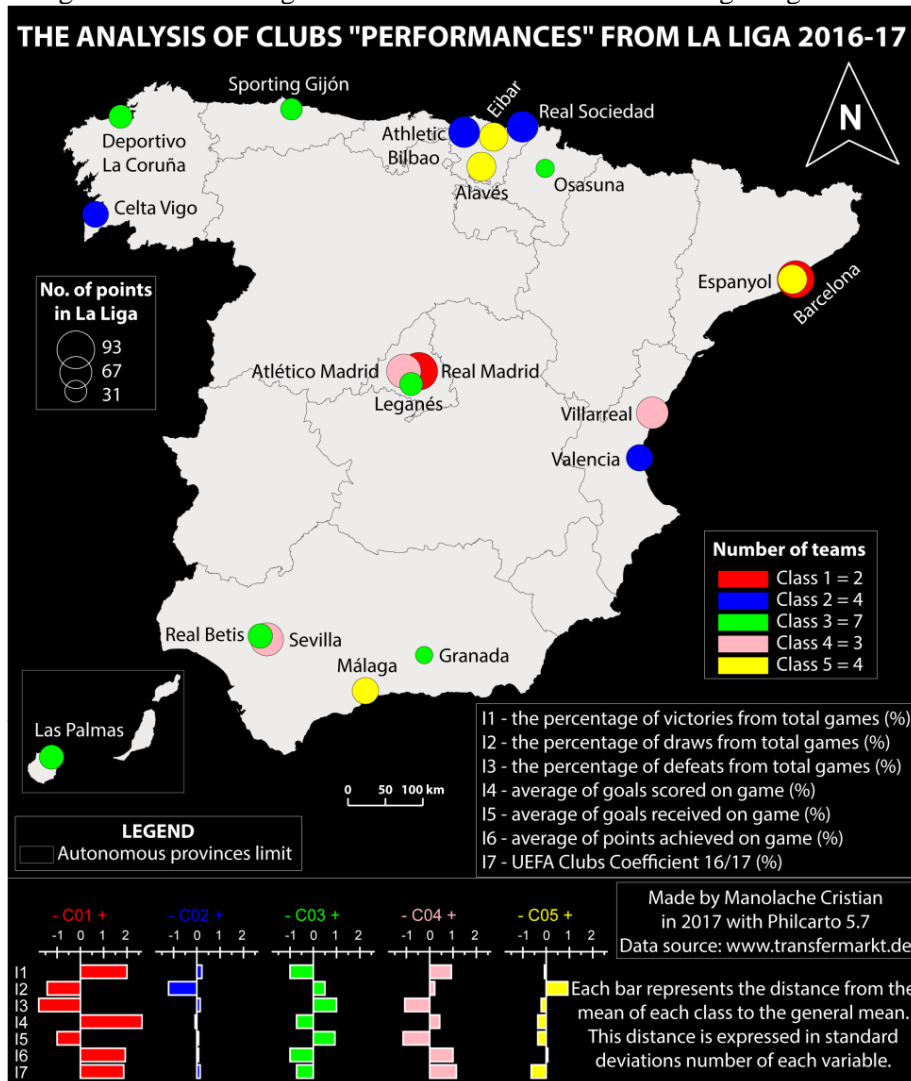 THE ANALYSIS OF CLUBS "PERFORMANCES" FROM LA LIGA 2016-17
Sporting Gijón
Eibar
Real Sociedad
N
Deportivo
La Coruña
Athletic
Bilbao
Alavés
Osasuna
Celta Vigo
Espanyol
Barcelona
No. of points
in La Liga
93
67
31
Atlético Madrid
Real Madrid
Leganés
Villarreal
Valencia
Number of teams
Class 1 = 2
Class 2 = 4
Class 3 = 7
Class 4 = 3
Class 5 = 4
Real Betis
Sevilla
Granada
Málaga
Las Palmas
0 50 100 km
I1 - the percentage of victories from total games (%)
I2 - the percentage of draws from total games (%)
I3 - the percentage of defeats from total games (%)
I4 - average of goals scored on game (%)
I5 - average of goals received on game (%)
I6 - average of points achieved on game (%)
I7 - UEFA Clubs Coefficient 16/17 (%)
LEGEND
Autonomous provinces limit
Made by Manolache Cristian
in 2017 with Philcarto 5.7
Data source: www.transfermarkt.de
- C01 + - C02 + - C03 + - C04 + - C05 +
-1 0 1 2 -1 0 1 2 -1 0 1 2 -1 0 1 2 -1 0 1 2
I1
I2
I3
I4
I5
I6
I7
Each bar represents the distance from the
mean of each class to the general mean.
This distance is expressed in standard
deviations number of each variable.